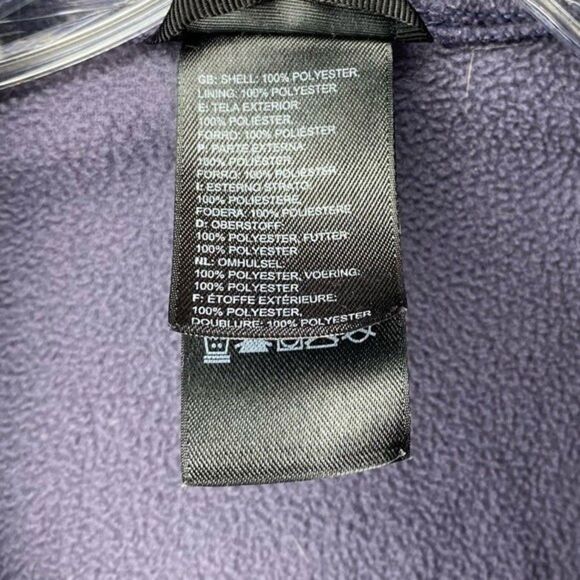 GB: SHELL: 100% POLYESTER,
LINING: 100% POLYESTER
E: TELA EXTERIOR:
100% POLIÉSTER,
FORRO: 100% POLIÉSTER
P: PARTE EXTERNA:
100% POLIÉSTER
FORRO: 100% POLIÉSTER
I: ESTERNO STRATO:
100% POLIESTERE
FODERA: 100% POLIESTERE
D: OBERSTOFF:
100% POLYESTER, FUTTER:
100% POLYESTER
NL: OMHULSEL:
100% POLYESTER, VOERING:
100% POLYESTER
F: ÉTOFFE EXTÉRIEURE:
100% POLYESTER,
DOUBLURE: 100% POLYESTER